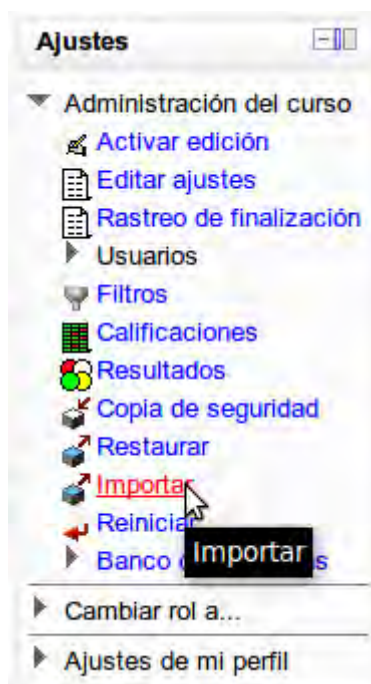 Ajustes
Administración del curso
Activar edición
Editar ajustes
Rastreo de finalización
Usuarios
Filtros
Calificaciones
Resultados
Copia de seguridad
Restaurar
Importar
Reiniciar
Importar
Banco
Cambiar rol a...
Ajustes de mi perfil